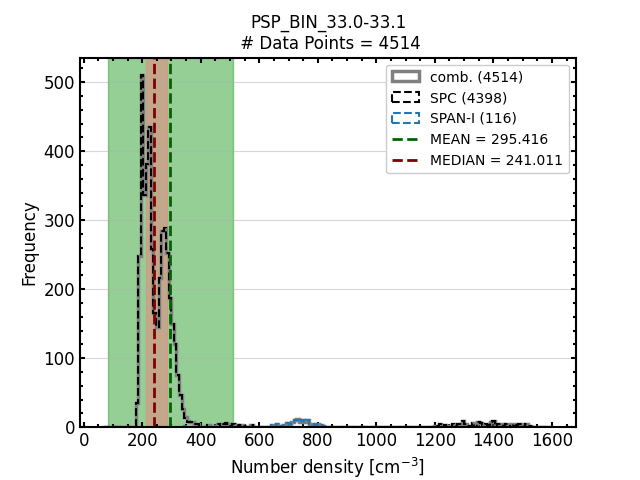 PSP_BIN_33.0-33.1
# Data Points = 4514
comb. (4514)
SPC (4398)
SPAN-I (116)
MEAN = 295.416
MEDIAN = 241.011
Frequency
500
400
300
200
100
0
0 200 400 600 800 1000 1200 1400 1600
Number density [cm⁻³]